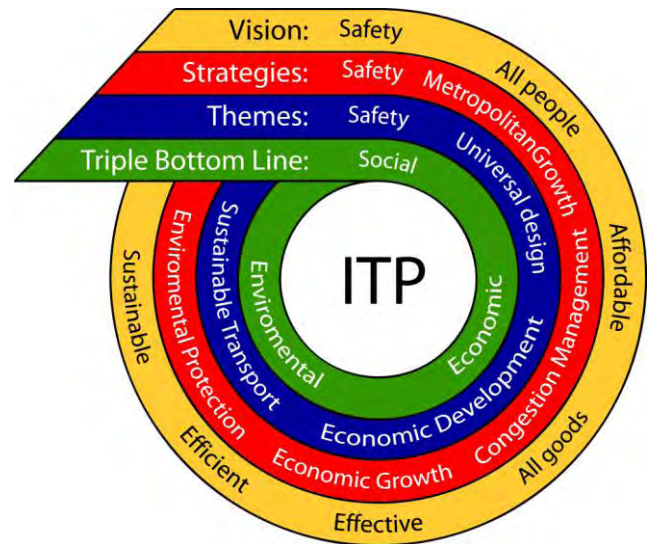 Vision: Safety All people Affordable All goods Effective Efficient Sustainable
Strategies: Safety MetropolitanGrowth Congestion Management Economic Growth Enviromental Protection
Themes: Safety Universal design Economic Development Sustainable Transport
Triple Bottom Line: Social Economic Enviromental
ITP